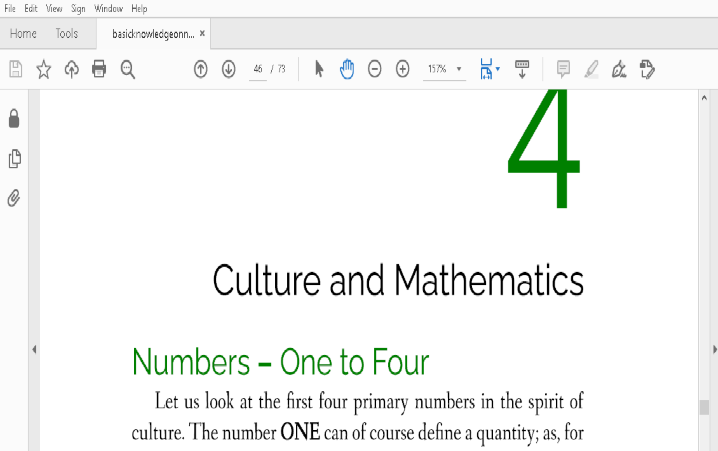 File Edit View Sign Window Help
Home Tools basicknowledgeonn... ×
46 / 73 157%
4
Culture and Mathematics
Numbers – One to Four
Let us look at the first four primary numbers in the spirit of
culture. The number ONE can of course define a quantity; as, for